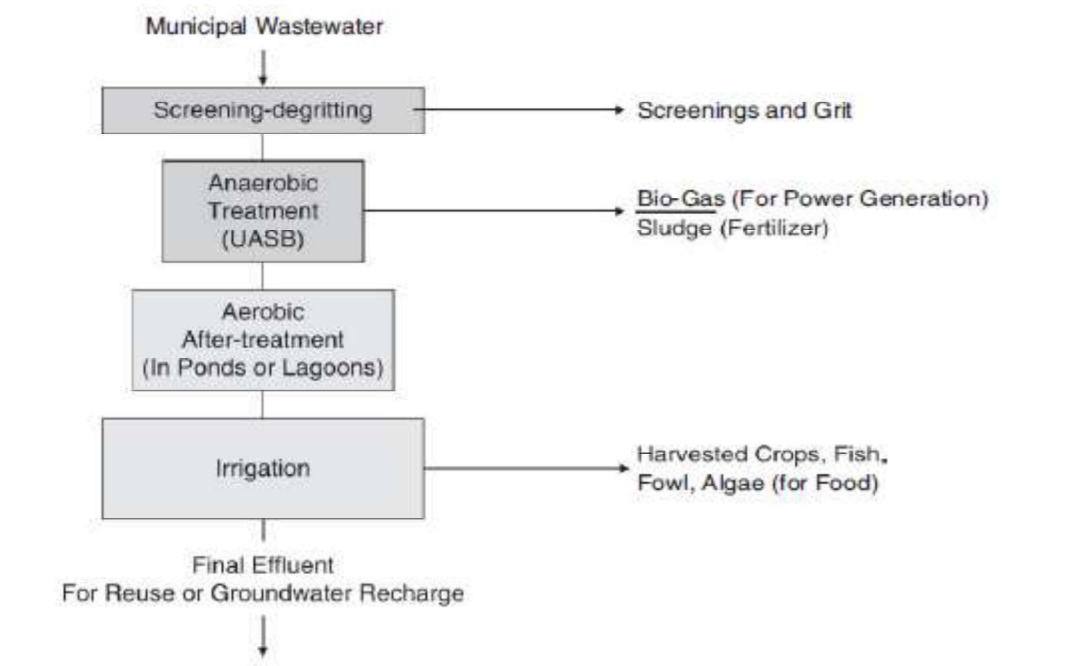 Municipal Wastewater
Screening-degritting
Screenings and Grit
Anaerobic
Treatment
(UASB)
Bio-Gas (For Power Generation)
Sludge (Fertilizer)
Aerobic
After-treatment
(In Ponds or Lagoons)
Irrigation
Harvested Crops, Fish,
Fowl, Algae (for Food)
Final Effluent
For Reuse or Groundwater Recharge